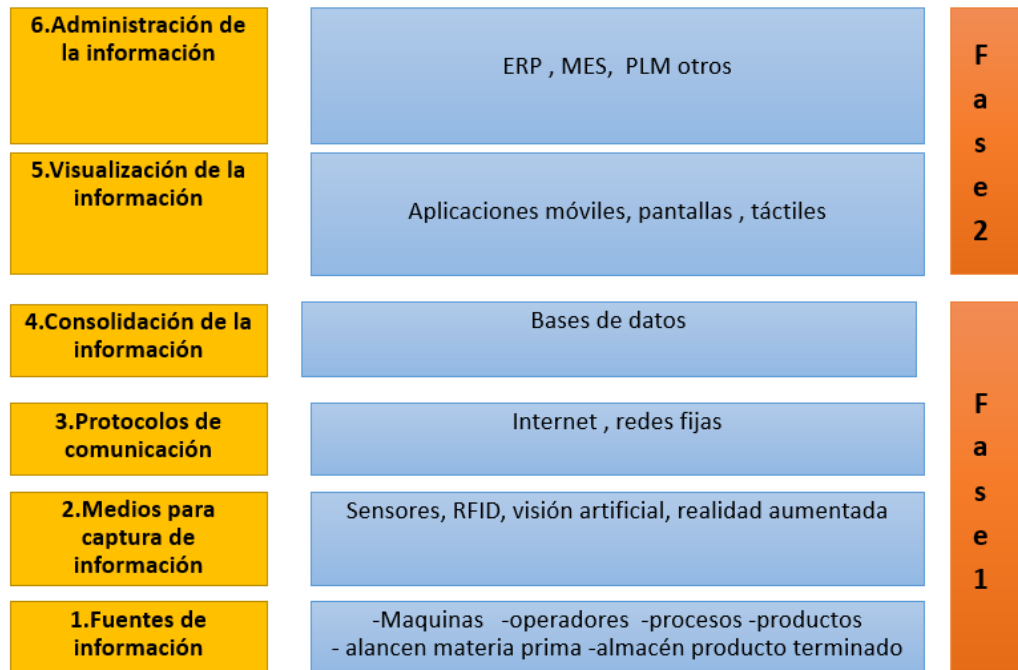 6.Administración de
la información
ERP , MES,  PLM otros
5.Visualización de la
información
Aplicaciones móviles, pantallas , táctiles
Fase2
4.Consolidación de la
información
Bases de datos
3.Protocolos de
comunicación
Internet , redes fijas
2.Medios para
captura de
información
Sensores, RFID, visión artificial, realidad aumentada
1.Fuentes de
información
-Maquinas   -operadores  -procesos -productos
- alancen materia prima -almacén producto terminado
Fase1